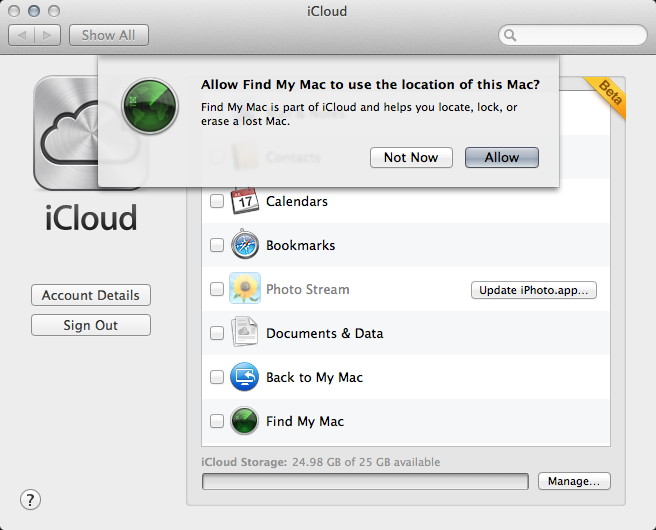 iCloud
Show All
Allow Find My Mac to use the location of this Mac?
Find My Mac is part of iCloud and helps you locate, lock, or
erase a lost Mac.
Not Now
Allow
Beta
& Notes
Contacts
iCloud
17
Calendars
Bookmarks
Account Details
Photo Stream
Update iPhoto.app...
Sign Out
Documents & Data
Back to My Mac
Find My Mac
iCloud Storage: 24.98 GB of 25 GB available
Manage...
?